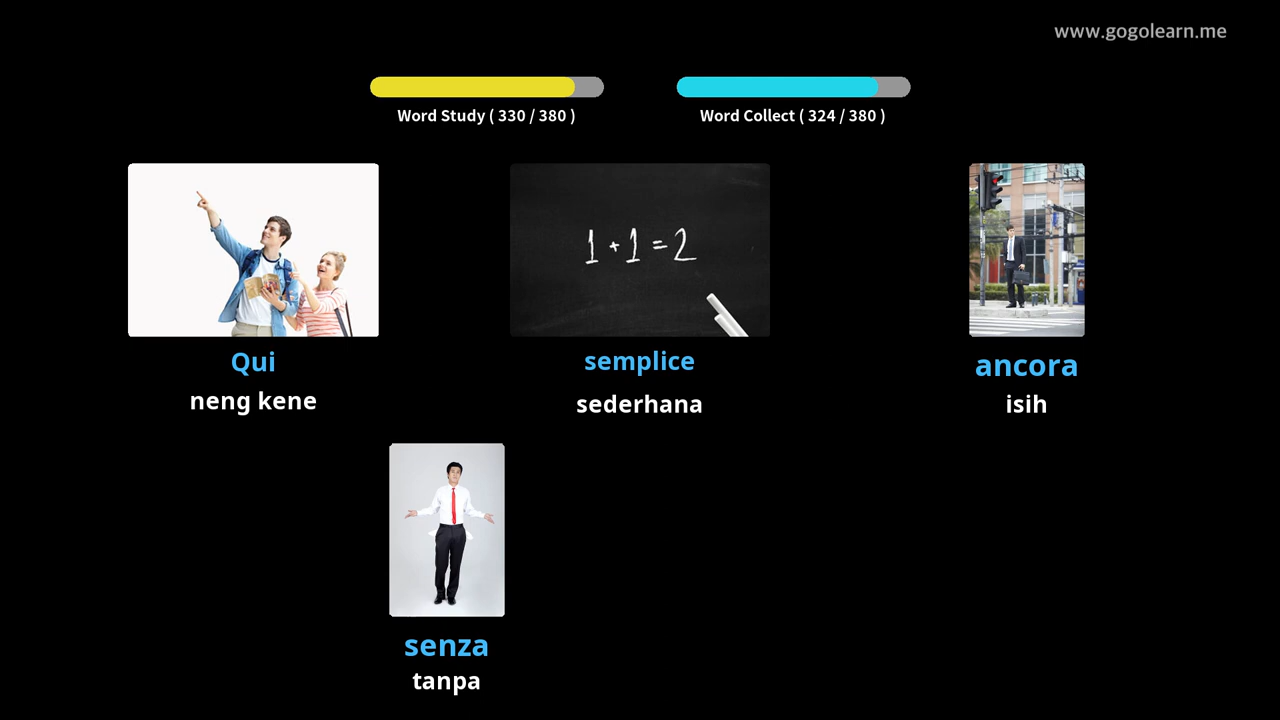 www.gogolearn.me
Word Study ( 330 / 380 )
Word Collect ( 324 / 380 )
1 + 1 = 2
Qui
neng kene
semplice
sederhana
ancora
isih
senza
tanpa